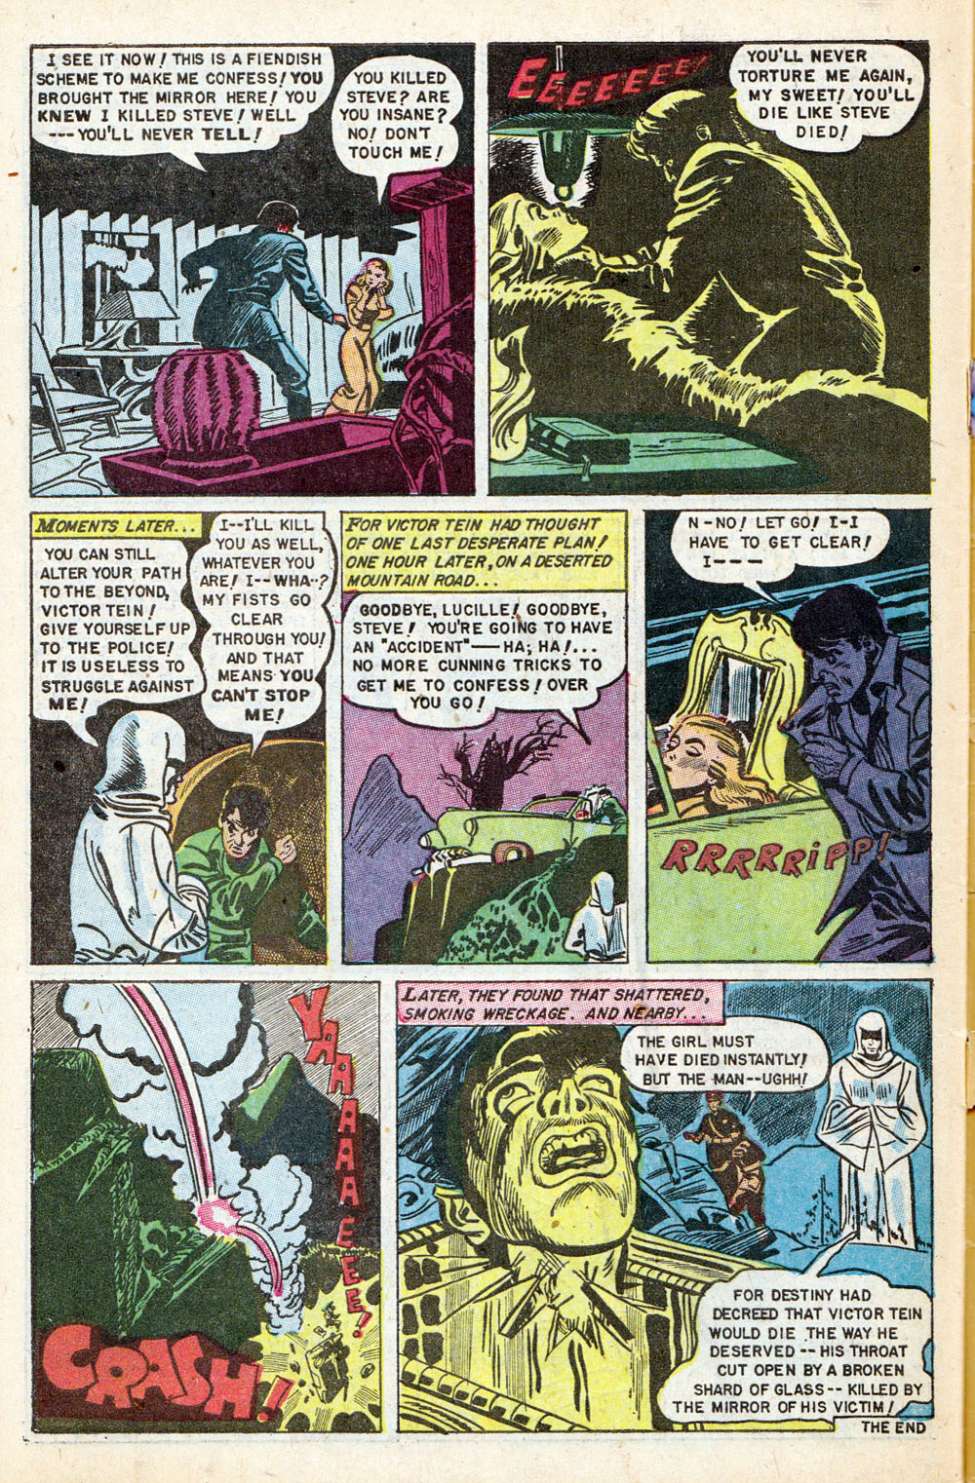 I SEE IT NOW! THIS IS A FIENDISH
SCHEME TO MAKE ME CONFESS! YOU
BROUGHT THE MIRROR HERE! YOU
KNEW I KILLED STEVE! WELL
---YOU'LL NEVER TELL!
YOU KILLED
STEVE? ARE
YOU INSANE?
NO! DON'T
TOUCH ME!
EEEEEEEE!
YOU'LL NEVER
TORTURE ME AGAIN,
MY SWEET! YOU'LL
DIE LIKE STEVE
DIED!
MOMENTS LATER...
YOU CAN STILL
ALTER YOUR PATH
TO THE BEYOND,
VICTOR TEIN!
GIVE YOURSELF UP
TO THE POLICE!
IT IS USELESS TO
STRUGGLE AGAINST
ME!
I--I'LL KILL
YOU AS WELL,
WHATEVER YOU
ARE! I--WHA--?
MY FISTS GO
CLEAR
THROUGH YOU!
AND THAT
MEANS YOU
CAN'T STOP
ME!
FOR VICTOR TEIN HAD THOUGHT
OF ONE LAST DESPERATE PLAN!
ONE HOUR LATER, ON A DESERTED
MOUNTAIN ROAD...
GOODBYE, LUCILLE! GOODBYE,
STEVE! YOU'RE GOING TO HAVE
AN "ACCIDENT"--HA, HA!...
NO MORE CUNNING TRICKS TO
GET ME TO CONFESS! OVER
YOU GO!
N-NO! LET GO! I-I
HAVE TO GET CLEAR!
I---
RRRRRIPP!
YAAAAAAEEEE!
CRASH!
LATER, THEY FOUND THAT SHATTERED,
SMOKING WRECKAGE. AND NEARBY...
THE GIRL MUST
HAVE DIED INSTANTLY!
BUT THE MAN--UGHH!
FOR DESTINY HAD
DECREED THAT VICTOR TEIN
WOULD DIE THE WAY HE
DESERVED--HIS THROAT
CUT OPEN BY A BROKEN
SHARD OF GLASS--KILLED BY
THE MIRROR OF HIS VICTIM!
THE END